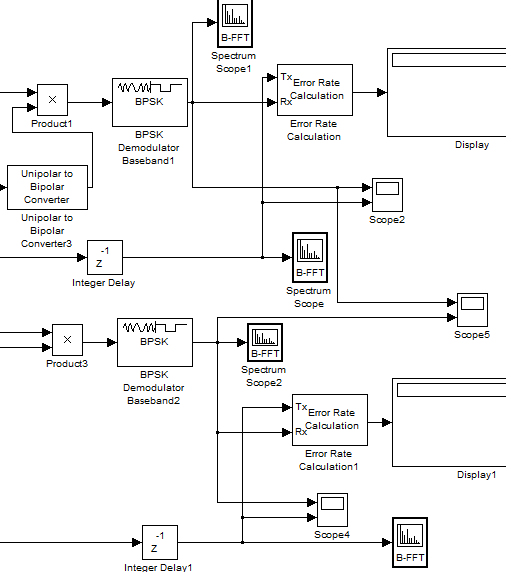 B-FFT
Spectrum
Scope1
×
Product1
BPSK
BPSK
Demodulator
Baseband1
Tx
Rx
Error Rate
Calculation
Error Rate
Calculation
Display
Unipolar to
Bipolar
Converter
Unipolar to
Bipolar
Converter3
Scope2
-1
Z
Integer Delay
B-FFT
Spectrum
Scope
Scope5
×
Product3
BPSK
BPSK
Demodulator
Baseband2
B-FFT
Spectrum
Scope2
Tx
Rx
Error Rate
Calculation
Error Rate
Calculation1
Display1
Scope4
-1
Z
Integer Delay1
B-FFT